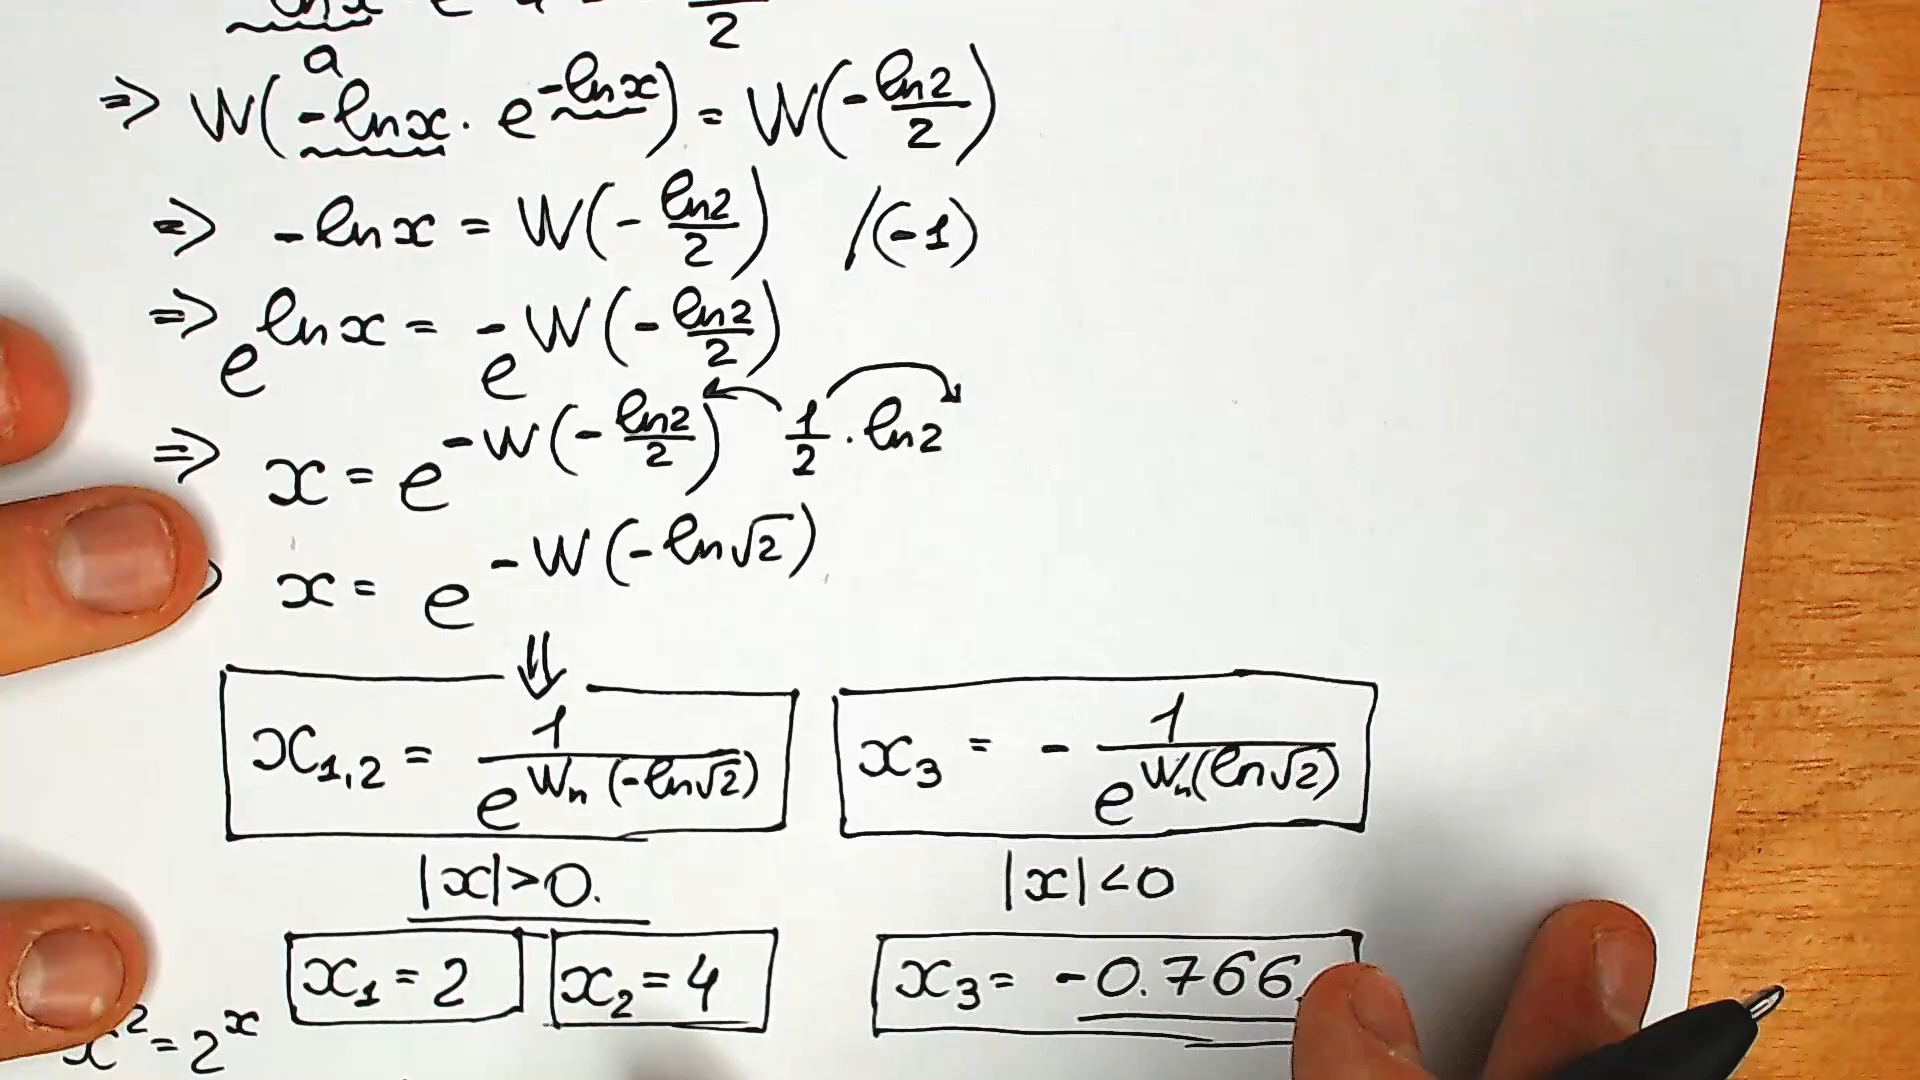 a
⇒ W(-ln x · e^(-ln x)) = W(-ln2/2)
⇒ -ln x = W(-ln2/2) /(-1)
⇒ e^(ln x) = e^(-W(-ln2/2))
⇒ x = e^(-W(-ln2/2)) 1/2 · ln2
x = e^(-W(-ln√2))
⇓
x₁,₂ = 1/e^(Wₙ(-ln√2)) x₃ = - 1/e^(Wₙ(ln√2))
|x|>0. |x|<0
x₁ = 2 x₂ = 4 x₃ = -0.766
x² = 2^x